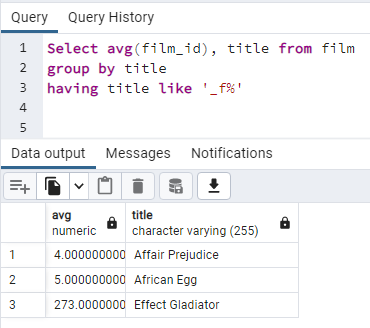 Query Query History
1 Select avg(film_id), title from film
2 group by title
3 having title like '_f%'
4
5
Data output Messages Notifications
avg title
numeric character varying (255)
1 4.000000000 Affair Prejudice
2 5.000000000 African Egg
3 273.0000000 Effect Gladiator